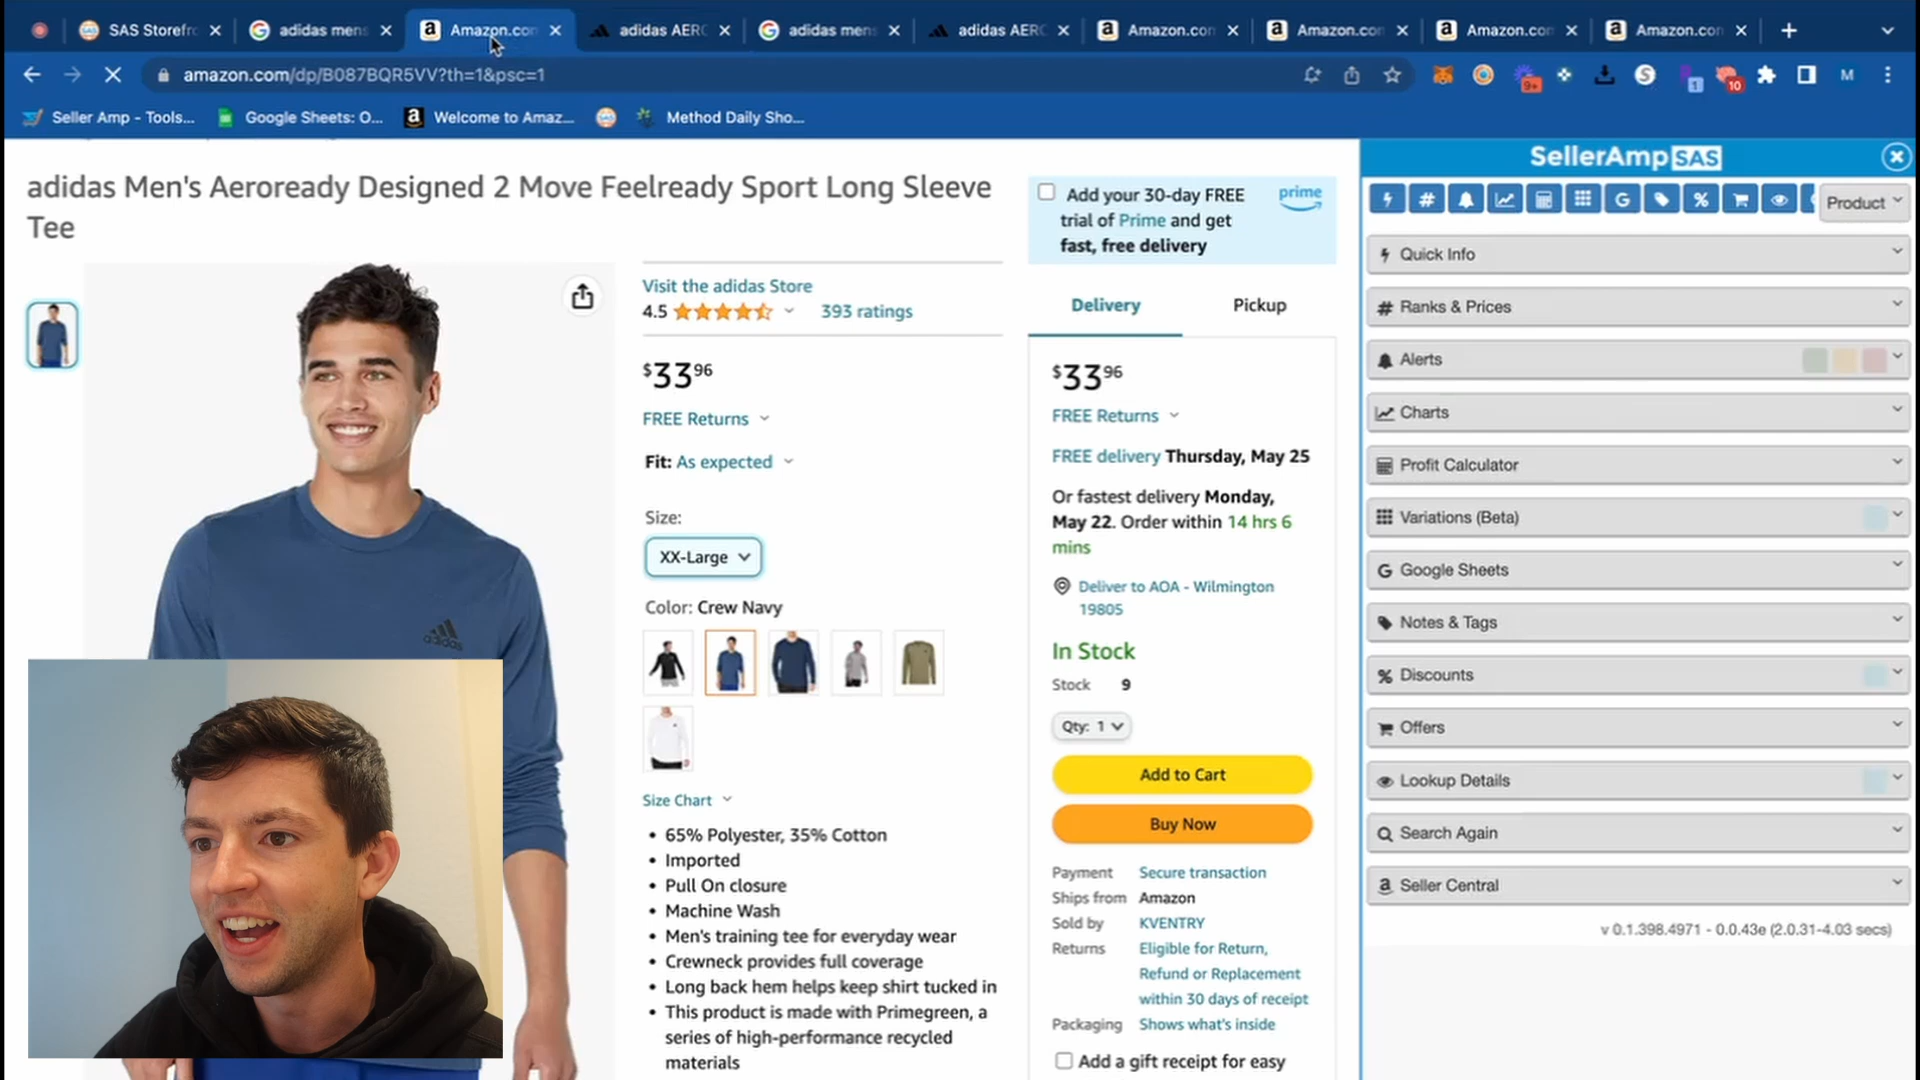 SAS Storefr
adidas mens
Amazon.com
adidas AERO
adidas mens
adidas AERO
Amazon.com
Amazon.com
Amazon.com
Amazon.com
amazon.com/dp/B087BQR5VV?th=1&psc=1
9+
1
10
M
Seller Amp - Tools...
Google Sheets: O...
Welcome to Amaz...
Method Daily Sho...
adidas Men's Aeroready Designed 2 Move Feelready Sport Long Sleeve
Tee
adidas
Visit the adidas Store
4.5
393 ratings
$33 96
FREE Returns
Fit: As expected
Size:
XX-Large
Color: Crew Navy
Size Chart
• 65% Polyester, 35% Cotton
• Imported
• Pull On closure
• Machine Wash
• Men's training tee for everyday wear
• Crewneck provides full coverage
• Long back hem helps keep shirt tucked in
• This product is made with Primegreen, a
series of high-performance recycled
materials
Add your 30-day FREE
trial of Prime and get
fast, free delivery
prime
Delivery
Pickup
$33 96
FREE Returns
FREE delivery Thursday, May 25
Or fastest delivery Monday,
May 22. Order within 14 hrs 6
mins
Deliver to AOA - Wilmington
19805
In Stock
Stock 9
Qty: 1
Add to Cart
Buy Now
Payment Secure transaction
Ships from Amazon
Sold by KVENTRY
Returns Eligible for Return,
Refund or Replacement
within 30 days of receipt
Packaging Shows what's inside
Add a gift receipt for easy
SellerAmp SAS
Product
Quick Info
Ranks & Prices
Alerts
Charts
Profit Calculator
Variations (Beta)
Google Sheets
Notes & Tags
Discounts
Offers
Lookup Details
Search Again
Seller Central
v 0.1.398.4971 - 0.0.43e (2.0.31-4.03 secs)